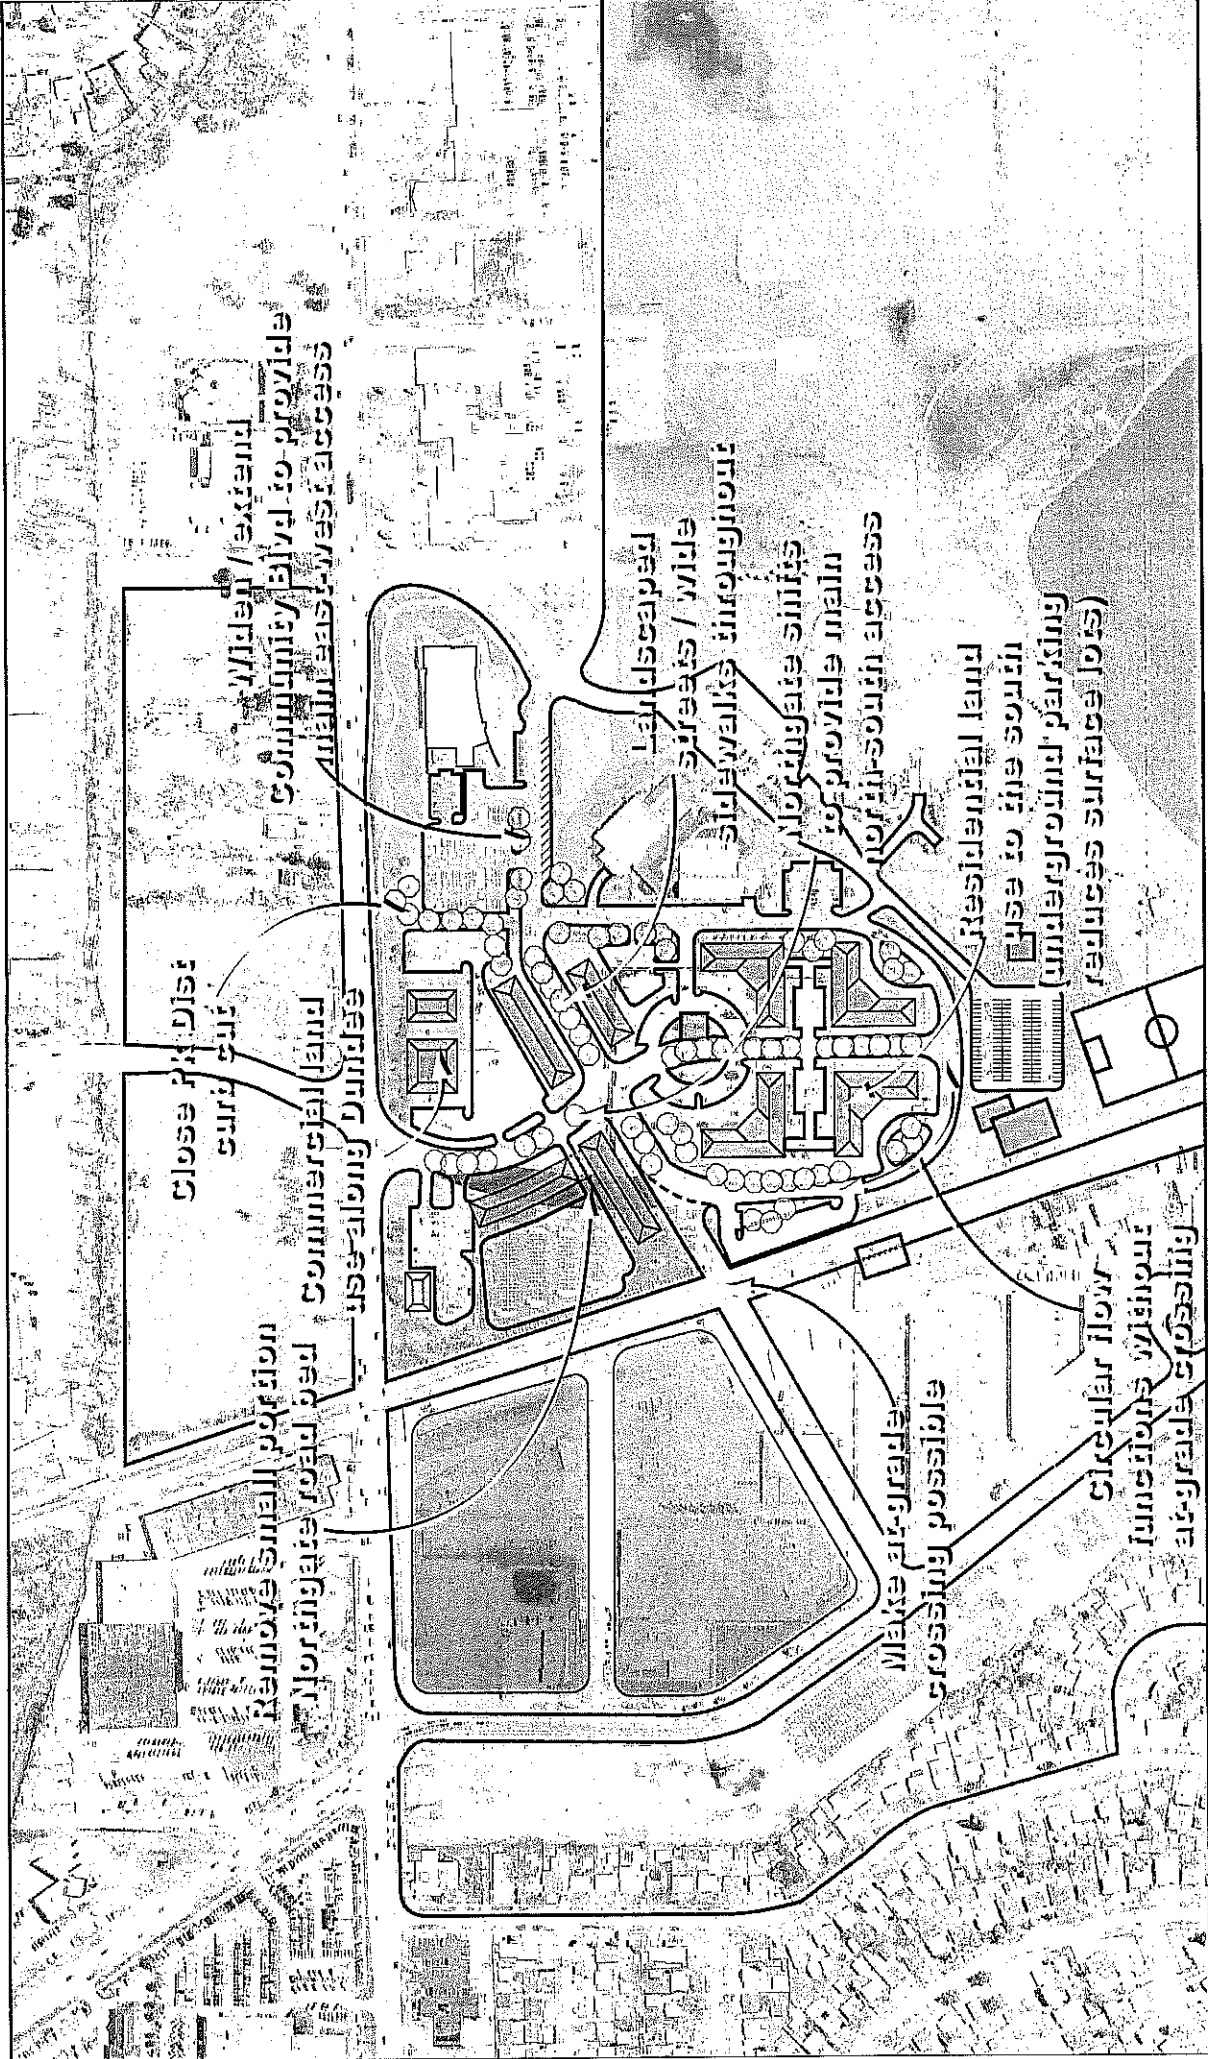 Remove small portion
Northgate road bed
Close Pk Dist
curb cut
Commercial land
use along Dundee
Widen / extend
Community Blvd to provide
main east-west access
Landscaped
streets / wide
sidewalks throughout
Northgate shifts
to provide main
north-south access
Residential land
use to the south
(underground parking
reduces surface lots)
Make at-grade
crossing possible
Circular flow
functions without
at-grade crossing